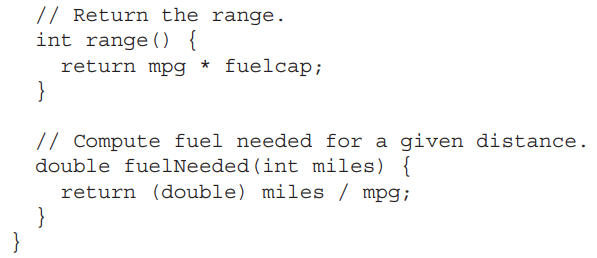 // Return the range.
int range() {
return mpg * fuelcap;
}
// Compute fuel needed for a given distance.
double fuelNeeded(int miles) {
return (double) miles / mpg;
}
}